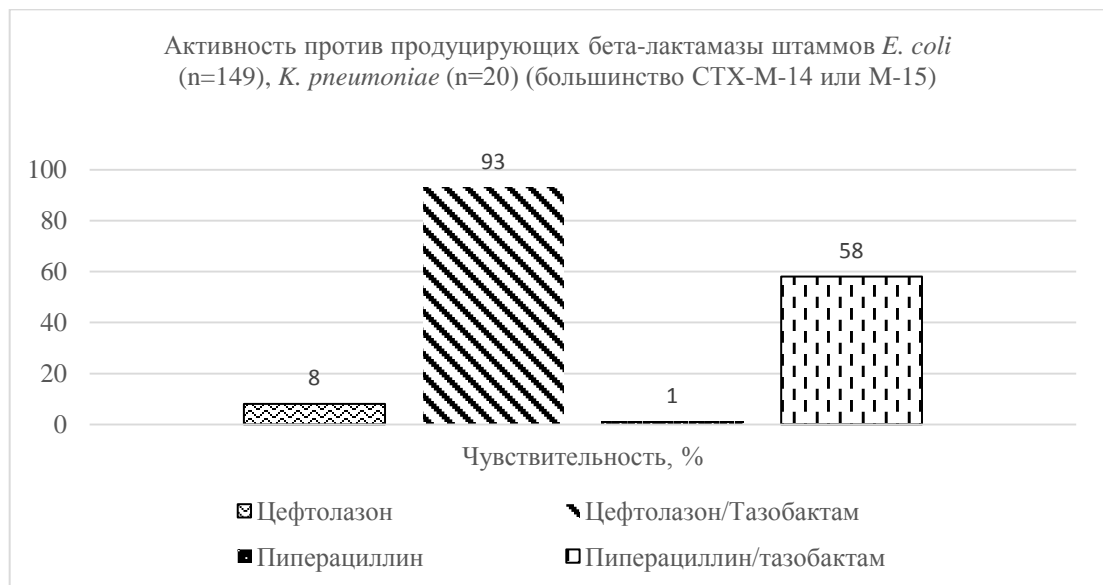 Активность против продуцирующих бета-лактамазы штаммов E. coli
(n=149), K. pneumoniae (n=20) (большинство СТХ-М-14 или М-15)
100
80
60
40
20
0
8
93
1
58
Чувствительность, %
Цефтолазон
Цефтолазон/Тазобактам
Пиперациллин
Пиперациллин/тазобактам